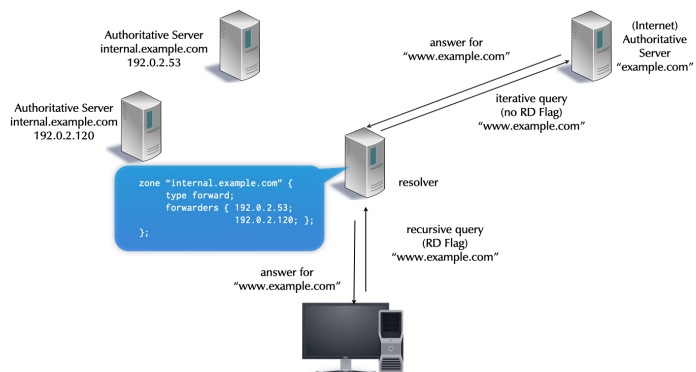 Authoritative Server
internal.example.com
192.0.2.53
(Internet)
Authoritative
Server
“example.com”
answer for
“www.example.com”
iterative query
(no RD Flag)
“www.example.com”
Authoritative Server
internal.example.com
192.0.2.120
resolver
zone “internal.example.com” {
type forward;
forwarders { 192.0.2.53;
192.0.2.120; };
};
recursive query
(RD Flag)
“www.example.com”
answer for
“www.example.com”